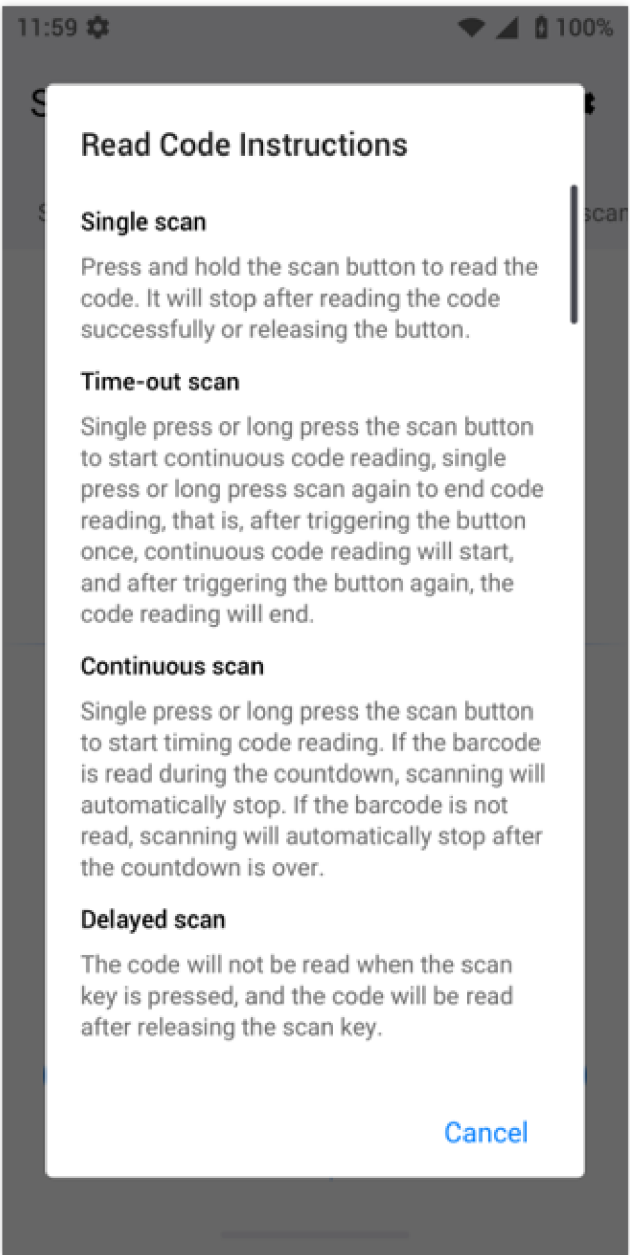 11:59 100%
S
S scan
Read Code Instructions
Single scan
Press and hold the scan button to read the
code. It will stop after reading the code
successfully or releasing the button.
Time-out scan
Single press or long press the scan button
to start continuous code reading, single
press or long press scan again to end code
reading, that is, after triggering the button
once, continuous code reading will start,
and after triggering the button again, the
code reading will end.
Continuous scan
Single press or long press the scan button
to start timing code reading. If the barcode
is read during the countdown, scanning will
automatically stop. If the barcode is not
read, scanning will automatically stop after
the countdown is over.
Delayed scan
The code will not be read when the scan
key is pressed, and the code will be read
after releasing the scan key.
Cancel